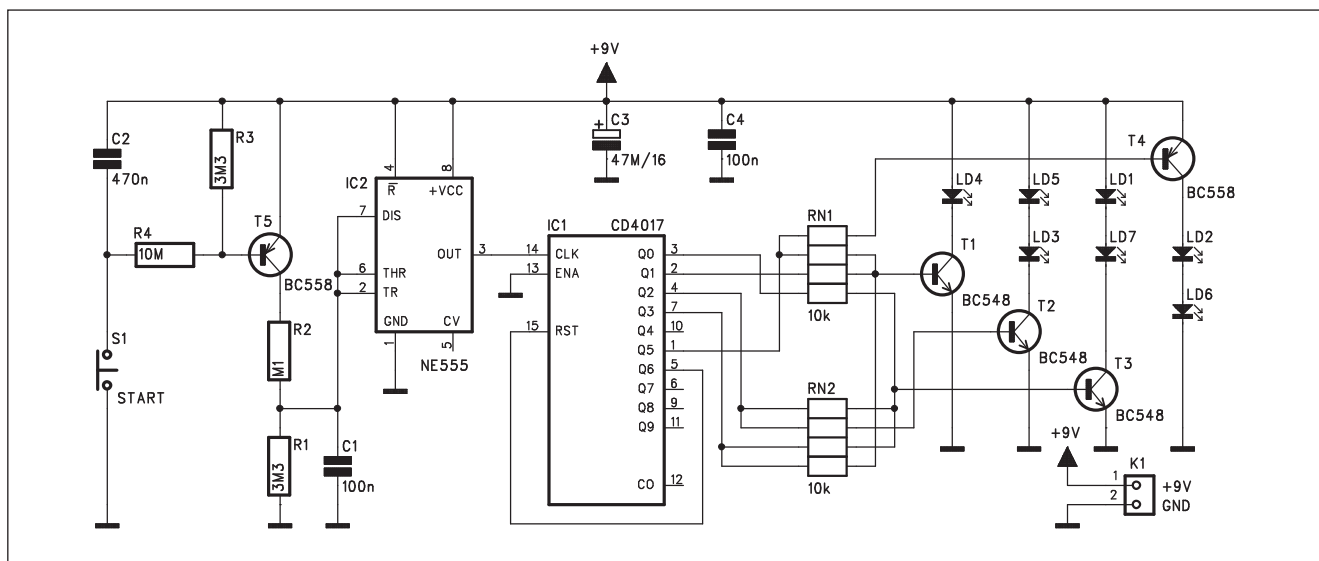 +9V
C2
470n
R3
3M3
R4
10M
T5
BC558
S1
START
R2
M1
R1
3M3
C1
100n
IC2
4
8
R
+VCC
7
DIS
OUT
3
6
THR
2
TR
GND
CV
1
5
NE555
C3
+
47M/16
C4
100n
IC1
CD4017
14
CLK
13
ENA
15
RST
Q0
3
Q1
2
Q2
4
Q3
7
Q4
10
Q5
1
Q6
5
Q7
6
Q8
9
Q9
11
CO
12
RN1
10k
RN2
10k
LD4
LD5
LD1
T4
BC558
LD3
LD7
LD2
LD6
T1
BC548
T2
BC548
T3
BC548
+9V
K1
1
+9V
2
GND